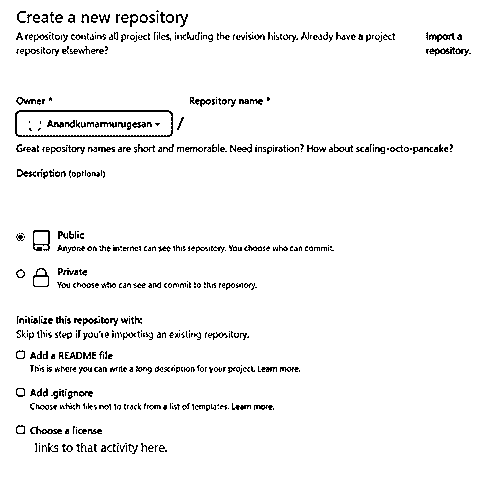 Create a new repository
A repository contains all project files, including the revision history. Already have a project
repository elsewhere?
Import a
repository.
Owner *
Repository name *
Anandkumarmurugesan
/
Great repository names are short and memorable. Need inspiration? How about scaling-octo-pancake?
Description (optional)
Public
Anyone on the internet can see this repository. You choose who can commit.
Private
You choose who can see and commit to this repository.
Initialize this repository with:
Skip this step if you're importing an existing repository.
Add a README file
This is where you can write a long description for your project. Learn more.
Add .gitignore
Choose which files not to track from a list of templates. Learn more.
Choose a license
links to that activity here.